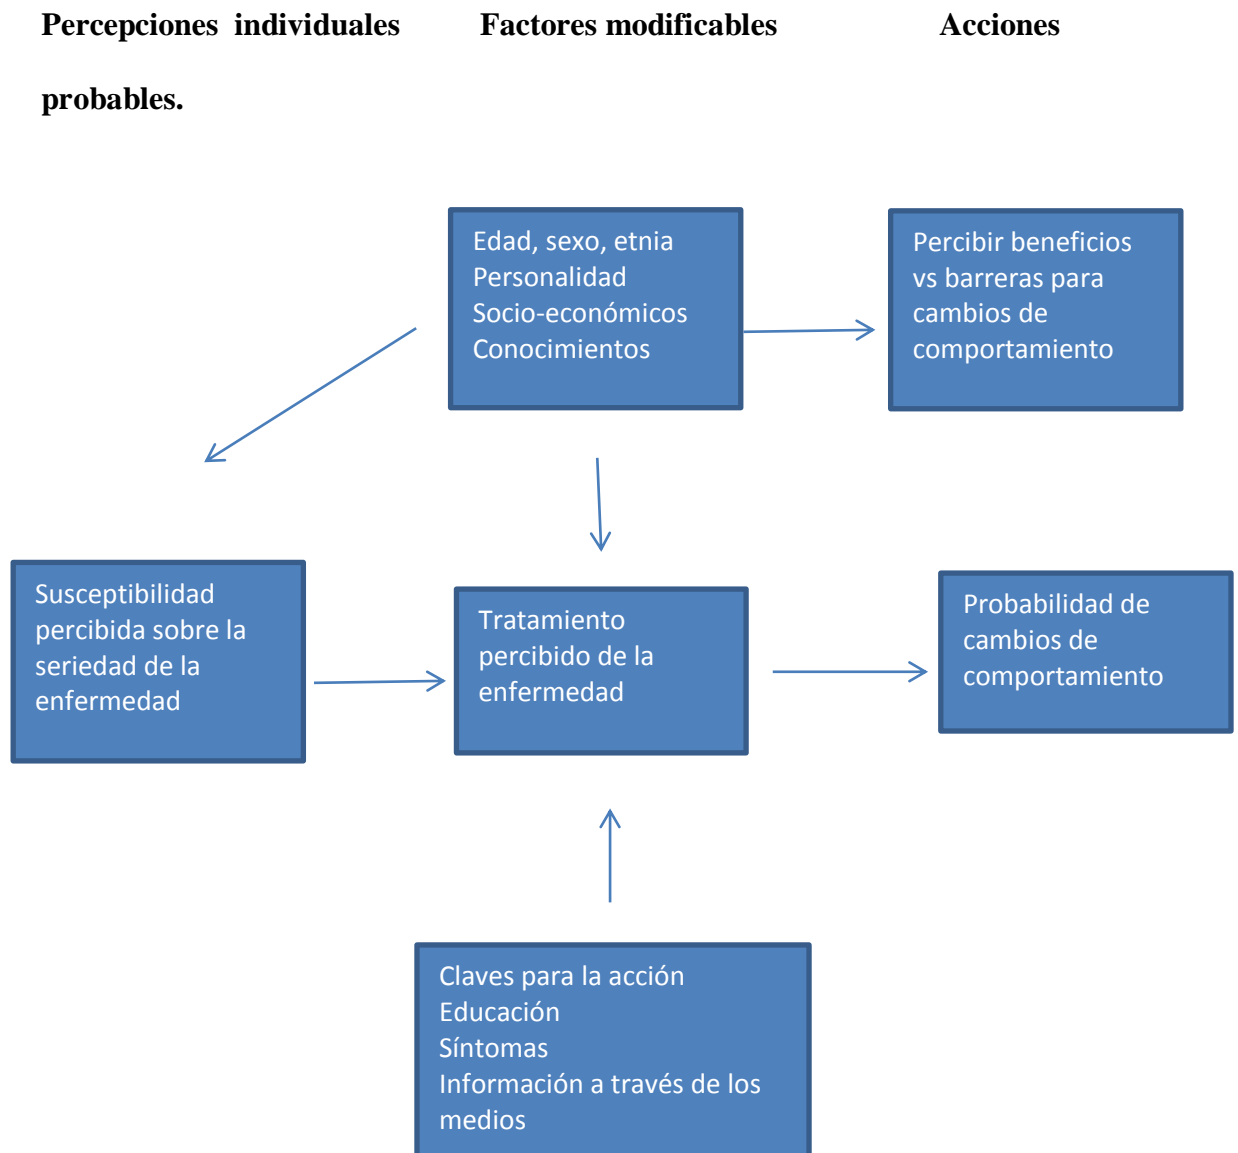 Percepciones individuales Factores modificables Acciones
probables.
Edad, sexo, etnia
Personalidad
Socio-económicos
Conocimientos
Percibir beneficios
vs barreras para
cambios de
comportamiento
Susceptibilidad
percibida sobre la
seriedad de la
enfermedad
Tratamiento
percibido de la
enfermedad
Probabilidad de
cambios de
comportamiento
Claves para la acción
Educación
Síntomas
Información a través de los
medios